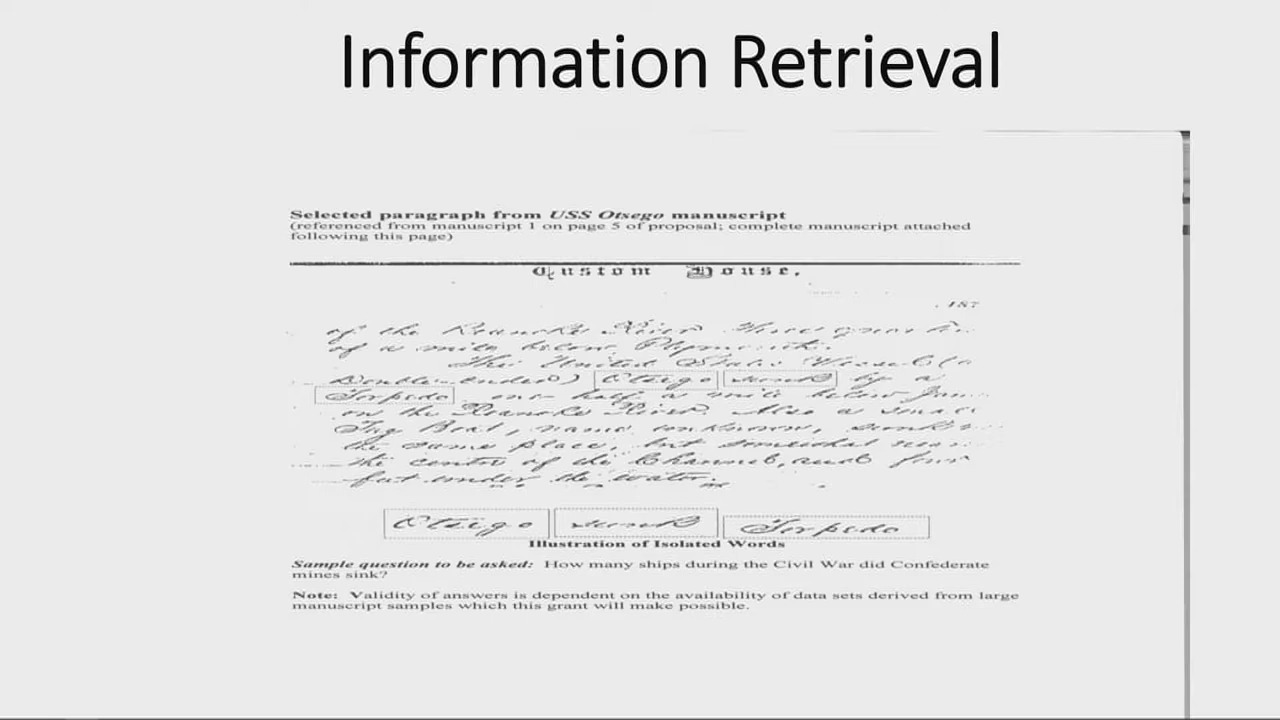 Information Retrieval
Selected paragraph from USS Otsego manuscript
(referenced from manuscript 1 on page 5 of proposal; complete manuscript attached
following this page)
Custom House.
187
of the Roanoke River
of a mile below
The United States Vessel
Double-ender) Otsego sunk by a
Torpedo one half a mile below
on the Roanoke River. Also a small
Tug Boat, name unknown, sunk
the same place, but somewhat near
the centre of the Channel, and four
feet under the water.
Otsego sunk Torpedo
Illustration of Isolated Words
Sample question to be asked: How many ships during the Civil War did Confederate
mines sink?
Note: Validity of answers is dependent on the availability of data sets derived from large
manuscript samples which this grant will make possible.